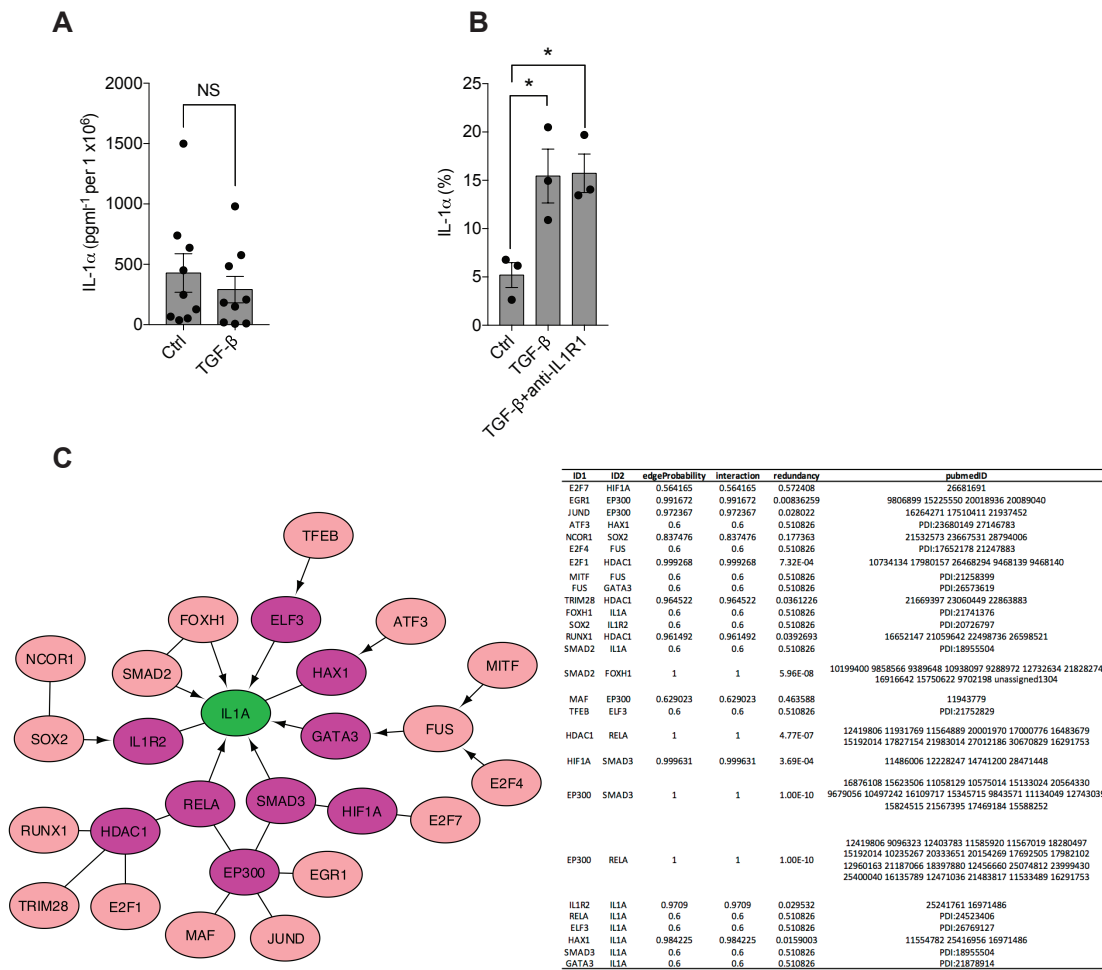 A
B
2000
1500
1000
500
0
IL-1α (pgml-1 per 1 x10^6)
NS
Ctrl
TGF-β
25
20
15
10
5
0
IL-1α (%)
*
*
Ctrl
TGF-β
TGF-β+anti-IL1R1
C
TFEB
FOXH1
ELF3
ATF3
NCOR1
SMAD2
HAX1
MITF
IL1A
SOX2
IL1R2
GATA3
FUS
E2F4
RELA
SMAD3
HIF1A
E2F7
RUNX1
HDAC1
EP300
EGR1
TRIM28
E2F1
MAF
JUND
ID1 ID2 edgeProbability interaction redundancy pubmedID
E2F7 HIF1A 0.564165 0.564165 0.572408 26681691
EGR1 EP300 0.991672 0.991672 0.00836259 9806899 15225550 20018936 20089040
JUND EP300 0.972367 0.972367 0.028022 16264271 17510411 21937452
ATF3 HAX1 0.6 0.6 0.510826 PDI:23680149 27146783
NCOR1 SOX2 0.837476 0.837476 0.177363 21532573 23667531 28794006
E2F4 FUS 0.6 0.6 0.510826 PDI:17652178 21247883
E2F1 HDAC1 0.999268 0.999268 7.32E-04 10734134 17980157 26468294 9468139 9468140
MITF FUS 0.6 0.6 0.510826 PDI:21258399
FUS GATA3 0.6 0.6 0.510826 PDI:26573619
TRIM28 HDAC1 0.964522 0.964522 0.0361226 21669397 23060449 22863883
FOXH1 IL1A 0.6 0.6 0.510826 PDI:21741376
SOX2 IL1R2 0.6 0.6 0.510826 PDI:20726797
RUNX1 HDAC1 0.961492 0.961492 0.0392693 16652147 21059642 22498736 26598521
SMAD2 IL1A 0.6 0.6 0.510826 PDI:18955504
SMAD2 FOXH1 1 1 5.96E-08 10199400 9858566 9389648 10938097 9288972 12732634 21828274
16916642 15750622 9702198 unassigned1304
MAF EP300 0.629023 0.629023 0.463588 11943779
TFEB ELF3 0.6 0.6 0.510826 PDI:21752829
HDAC1 RELA 1 1 4.77E-07 12419806 11931769 11564889 20001970 17000776 16483679
15192014 17827154 21983014 27012186 30670829 16291753
HIF1A SMAD3 0.999631 0.999631 3.69E-04 11486006 12228247 14741200 28471448
EP300 SMAD3 1 1 1.00E-10 16876108 15623506 11058129 10575014 15133024 20564330
9679056 10497242 16109717 15345715 9843571 11134049 12743039
15824515 21567395 17469184 15588252
EP300 RELA 1 1 1.00E-10 12419806 9096323 12403783 11585920 11567019 18280497
15192014 10235267 20333651 20154269 17692505 17982102
12960163 21187066 18397880 12456660 25074812 23999430
25400040 16135789 12471036 21483817 11533489 16291753
IL1R2 IL1A 0.9709 0.9709 0.029532 25241761 16971486
RELA IL1A 0.6 0.6 0.510826 PDI:24523406
ELF3 IL1A 0.6 0.6 0.510826 PDI:26769127
HAX1 IL1A 0.984225 0.984225 0.0159003 11554782 25416956 16971486
SMAD3 IL1A 0.6 0.6 0.510826 PDI:18955504
GATA3 IL1A 0.6 0.6 0.510826 PDI:21878914